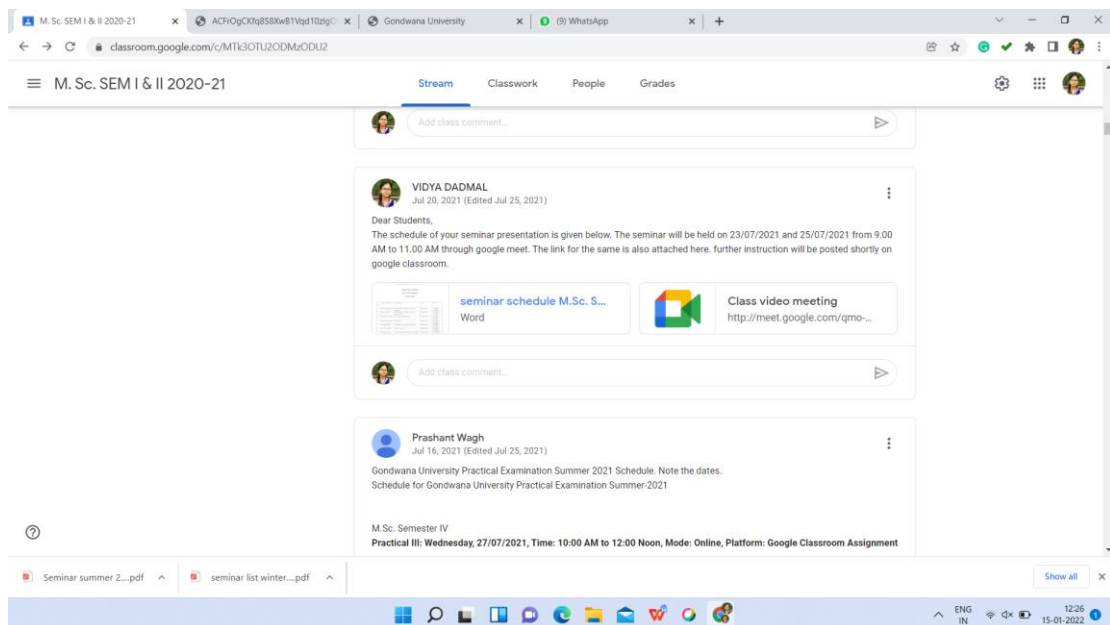 M. Sc. SEM I & II 2020-21
ACFrOgCKfq8S8XwB1Vqd10zIgO
Gondwana University
(9) WhatsApp
classroom.google.com/c/MTk3OTU2ODMzODU2
M. Sc. SEM I & II 2020-21
Stream
Classwork
People
Grades
Add class comment...
VIDYA DADMAL
Jul 20, 2021 (Edited Jul 25, 2021)
Dear Students,
The schedule of your seminar presentation is given below. The seminar will be held on 23/07/2021 and 25/07/2021 from 9.00
AM to 11.00 AM through google meet. The link for the same is also attached here. further instruction will be posted shortly on
google classroom.
seminar schedule M.Sc. S...
Word
Class video meeting
http://meet.google.com/qmo-...
Add class comment...
Prashant Wagh
Jul 16, 2021 (Edited Jul 25, 2021)
Gondwana University Practical Examination Summer 2021 Schedule. Note the dates.
Schedule for Gondwana University Practical Examination Summer-2021
M.Sc. Semester IV
Practical III: Wednesday, 27/07/2021, Time: 10:00 AM to 12:00 Noon, Mode: Online, Platform: Google Classroom Assignment
Seminar summer 2....pdf
seminar list winter....pdf
Show all
ENG
IN
12:26
15-01-2022
1